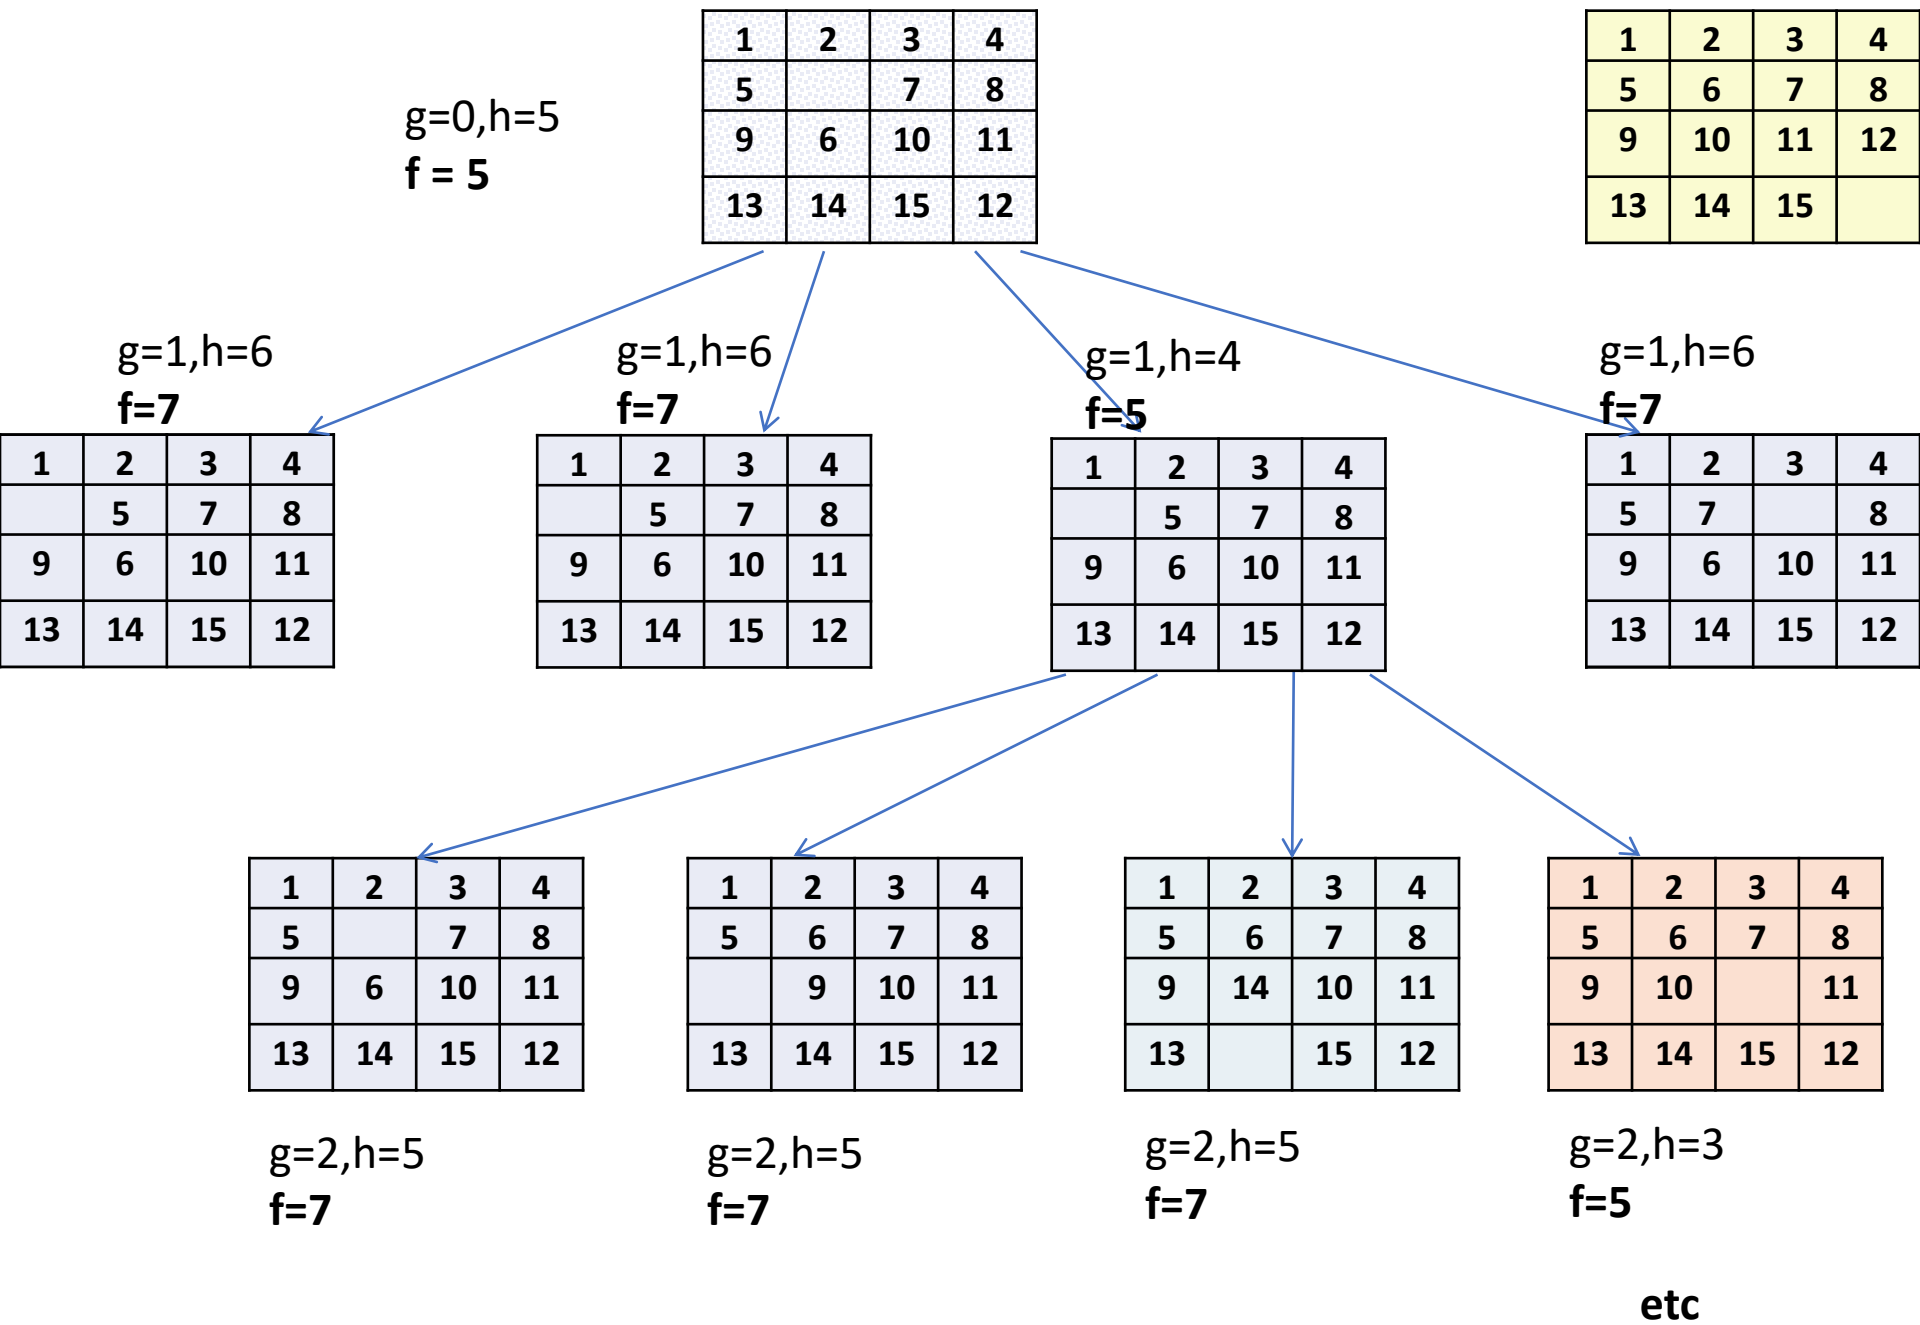 1 2 3 4
5 7 8
9 6 10 11
13 14 15 12
1 2 3 4
5 6 7 8
9 10 11 12
13 14 15
g=0,h=5
f = 5
g=1,h=6
f=7
g=1,h=6
f=7
g=1,h=4
f=5
g=1,h=6
f=7
1 2 3 4
5 7 8
9 6 10 11
13 14 15 12
1 2 3 4
5 7 8
9 6 10 11
13 14 15 12
1 2 3 4
5 7 8
9 6 10 11
13 14 15 12
1 2 3 4
5 7 8
9 6 10 11
13 14 15 12
1 2 3 4
5 7 8
9 6 10 11
13 14 15 12
1 2 3 4
5 6 7 8
9 10 11
13 14 15 12
1 2 3 4
5 6 7 8
9 14 10 11
13 15 12
1 2 3 4
5 6 7 8
9 10 11
13 14 15 12
g=2,h=5
f=7
g=2,h=5
f=7
g=2,h=5
f=7
g=2,h=3
f=5
etc